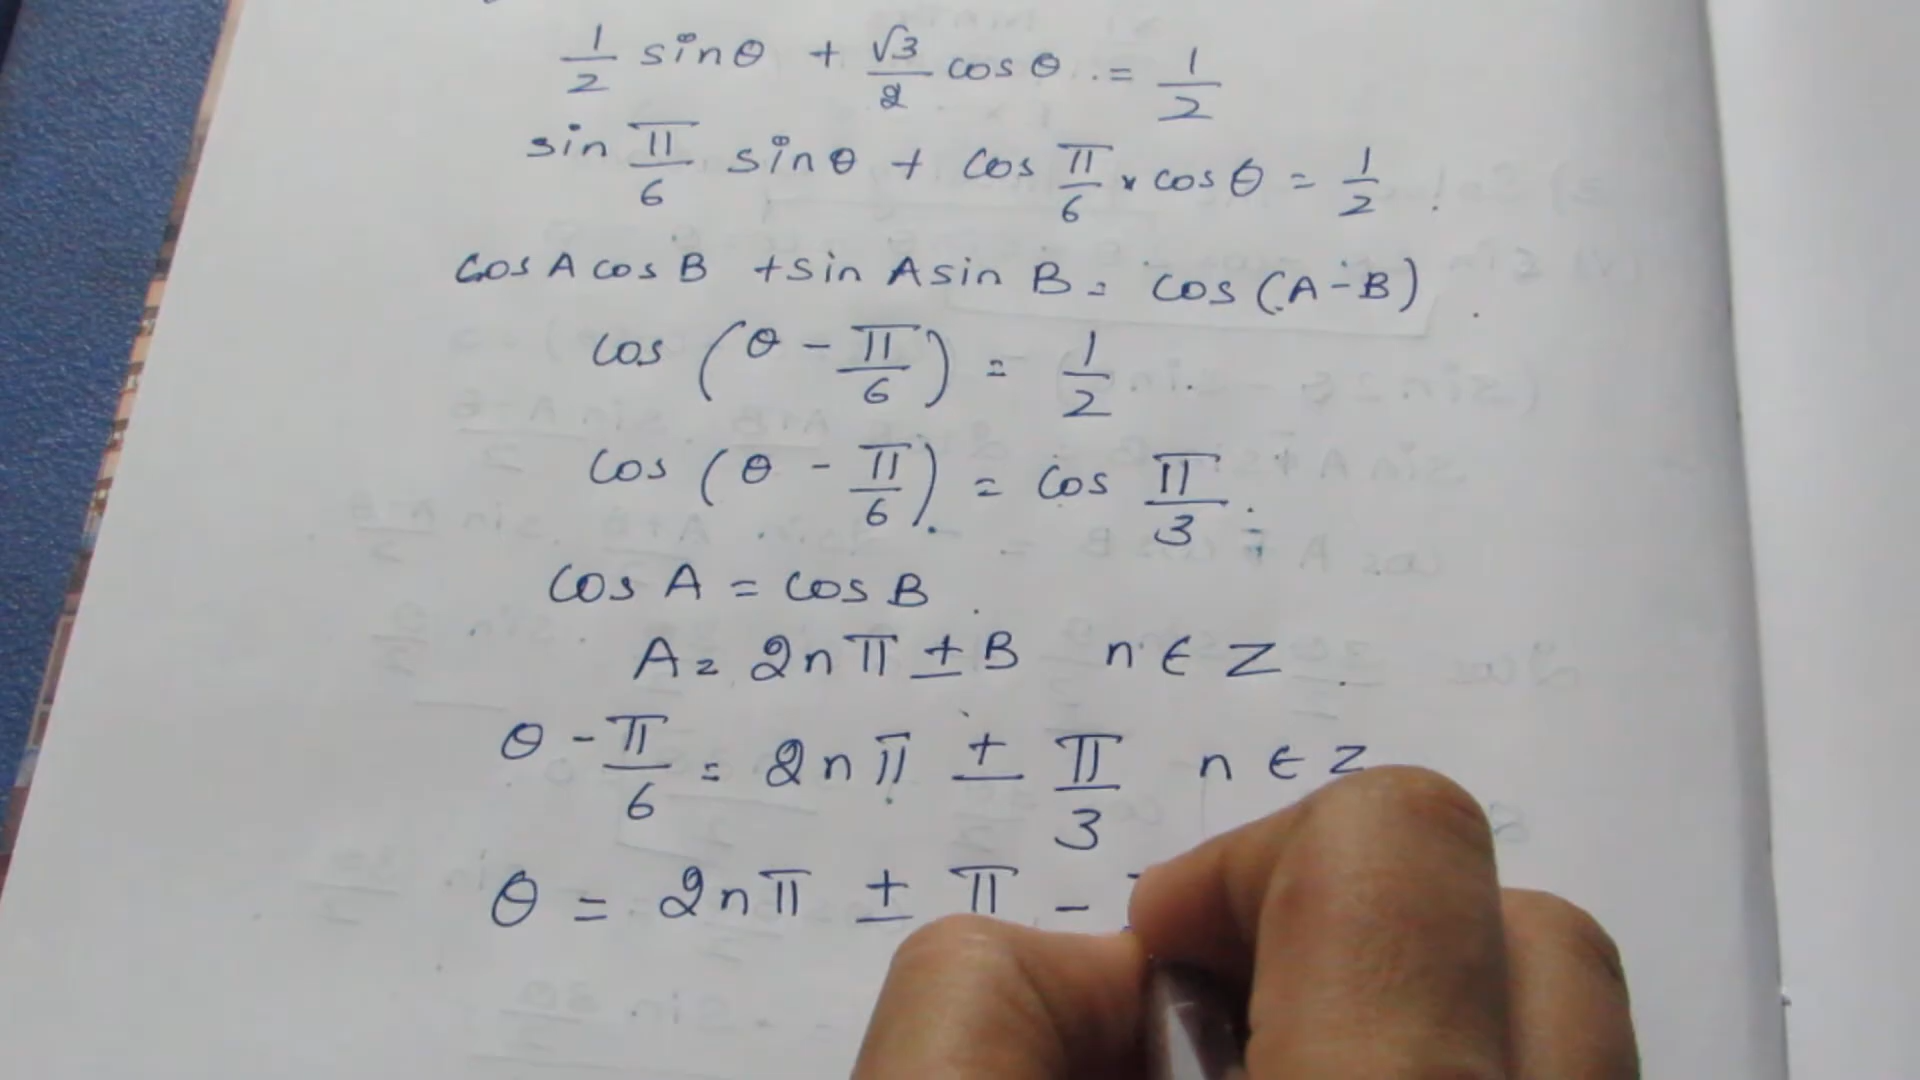 1/2 sinθ + √3/2 cosθ = 1/2
sin π/6 sinθ + cos π/6 × cosθ = 1/2
cos A cos B + sin A sin B = cos (A - B)
cos (θ - π/6) = 1/2
cos (θ - π/6) = cos π/3
cos A = cos B
A = 2nπ ± B n ∈ Z
θ - π/6 = 2nπ ± π/3 n ∈ Z
θ = 2nπ ± π -